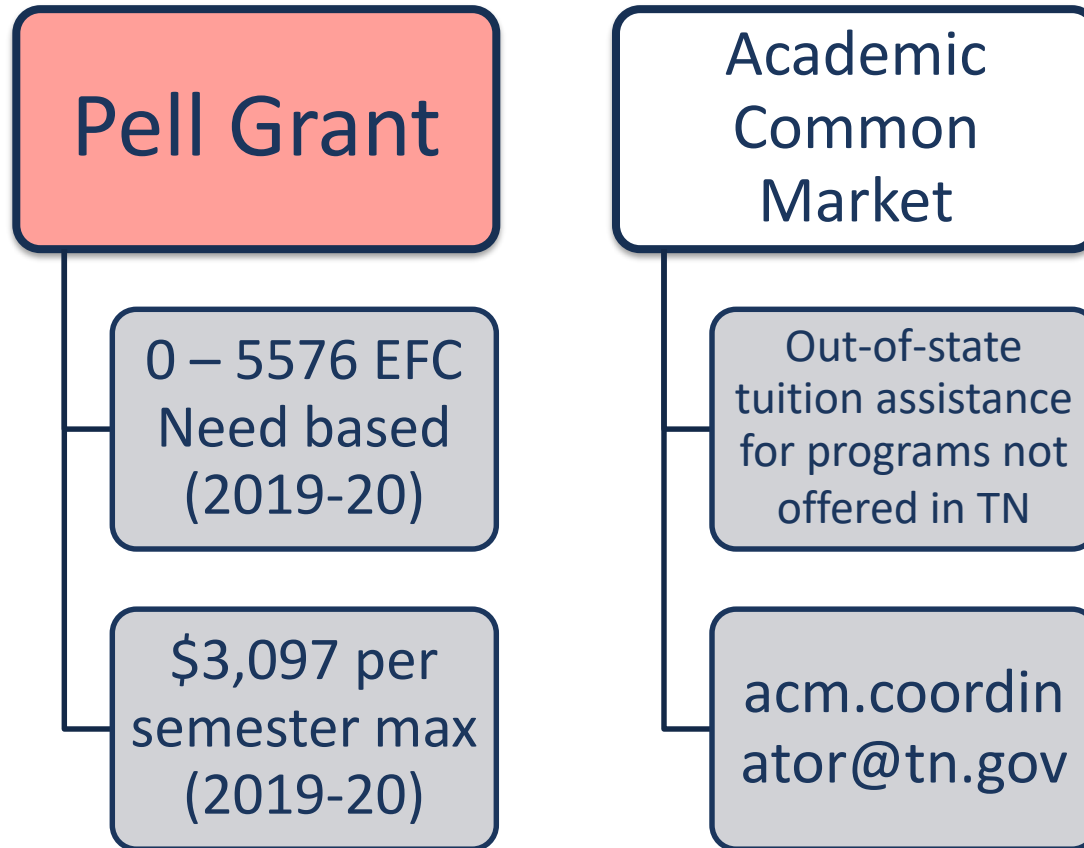 Pell Grant
0 – 5576 EFC
Need based
(2019-20)
$3,097 per
semester max
(2019-20)
Academic
Common
Market
Out-of-state
tuition assistance
for programs not
offered in TN
acm.coordin
ator@tn.gov